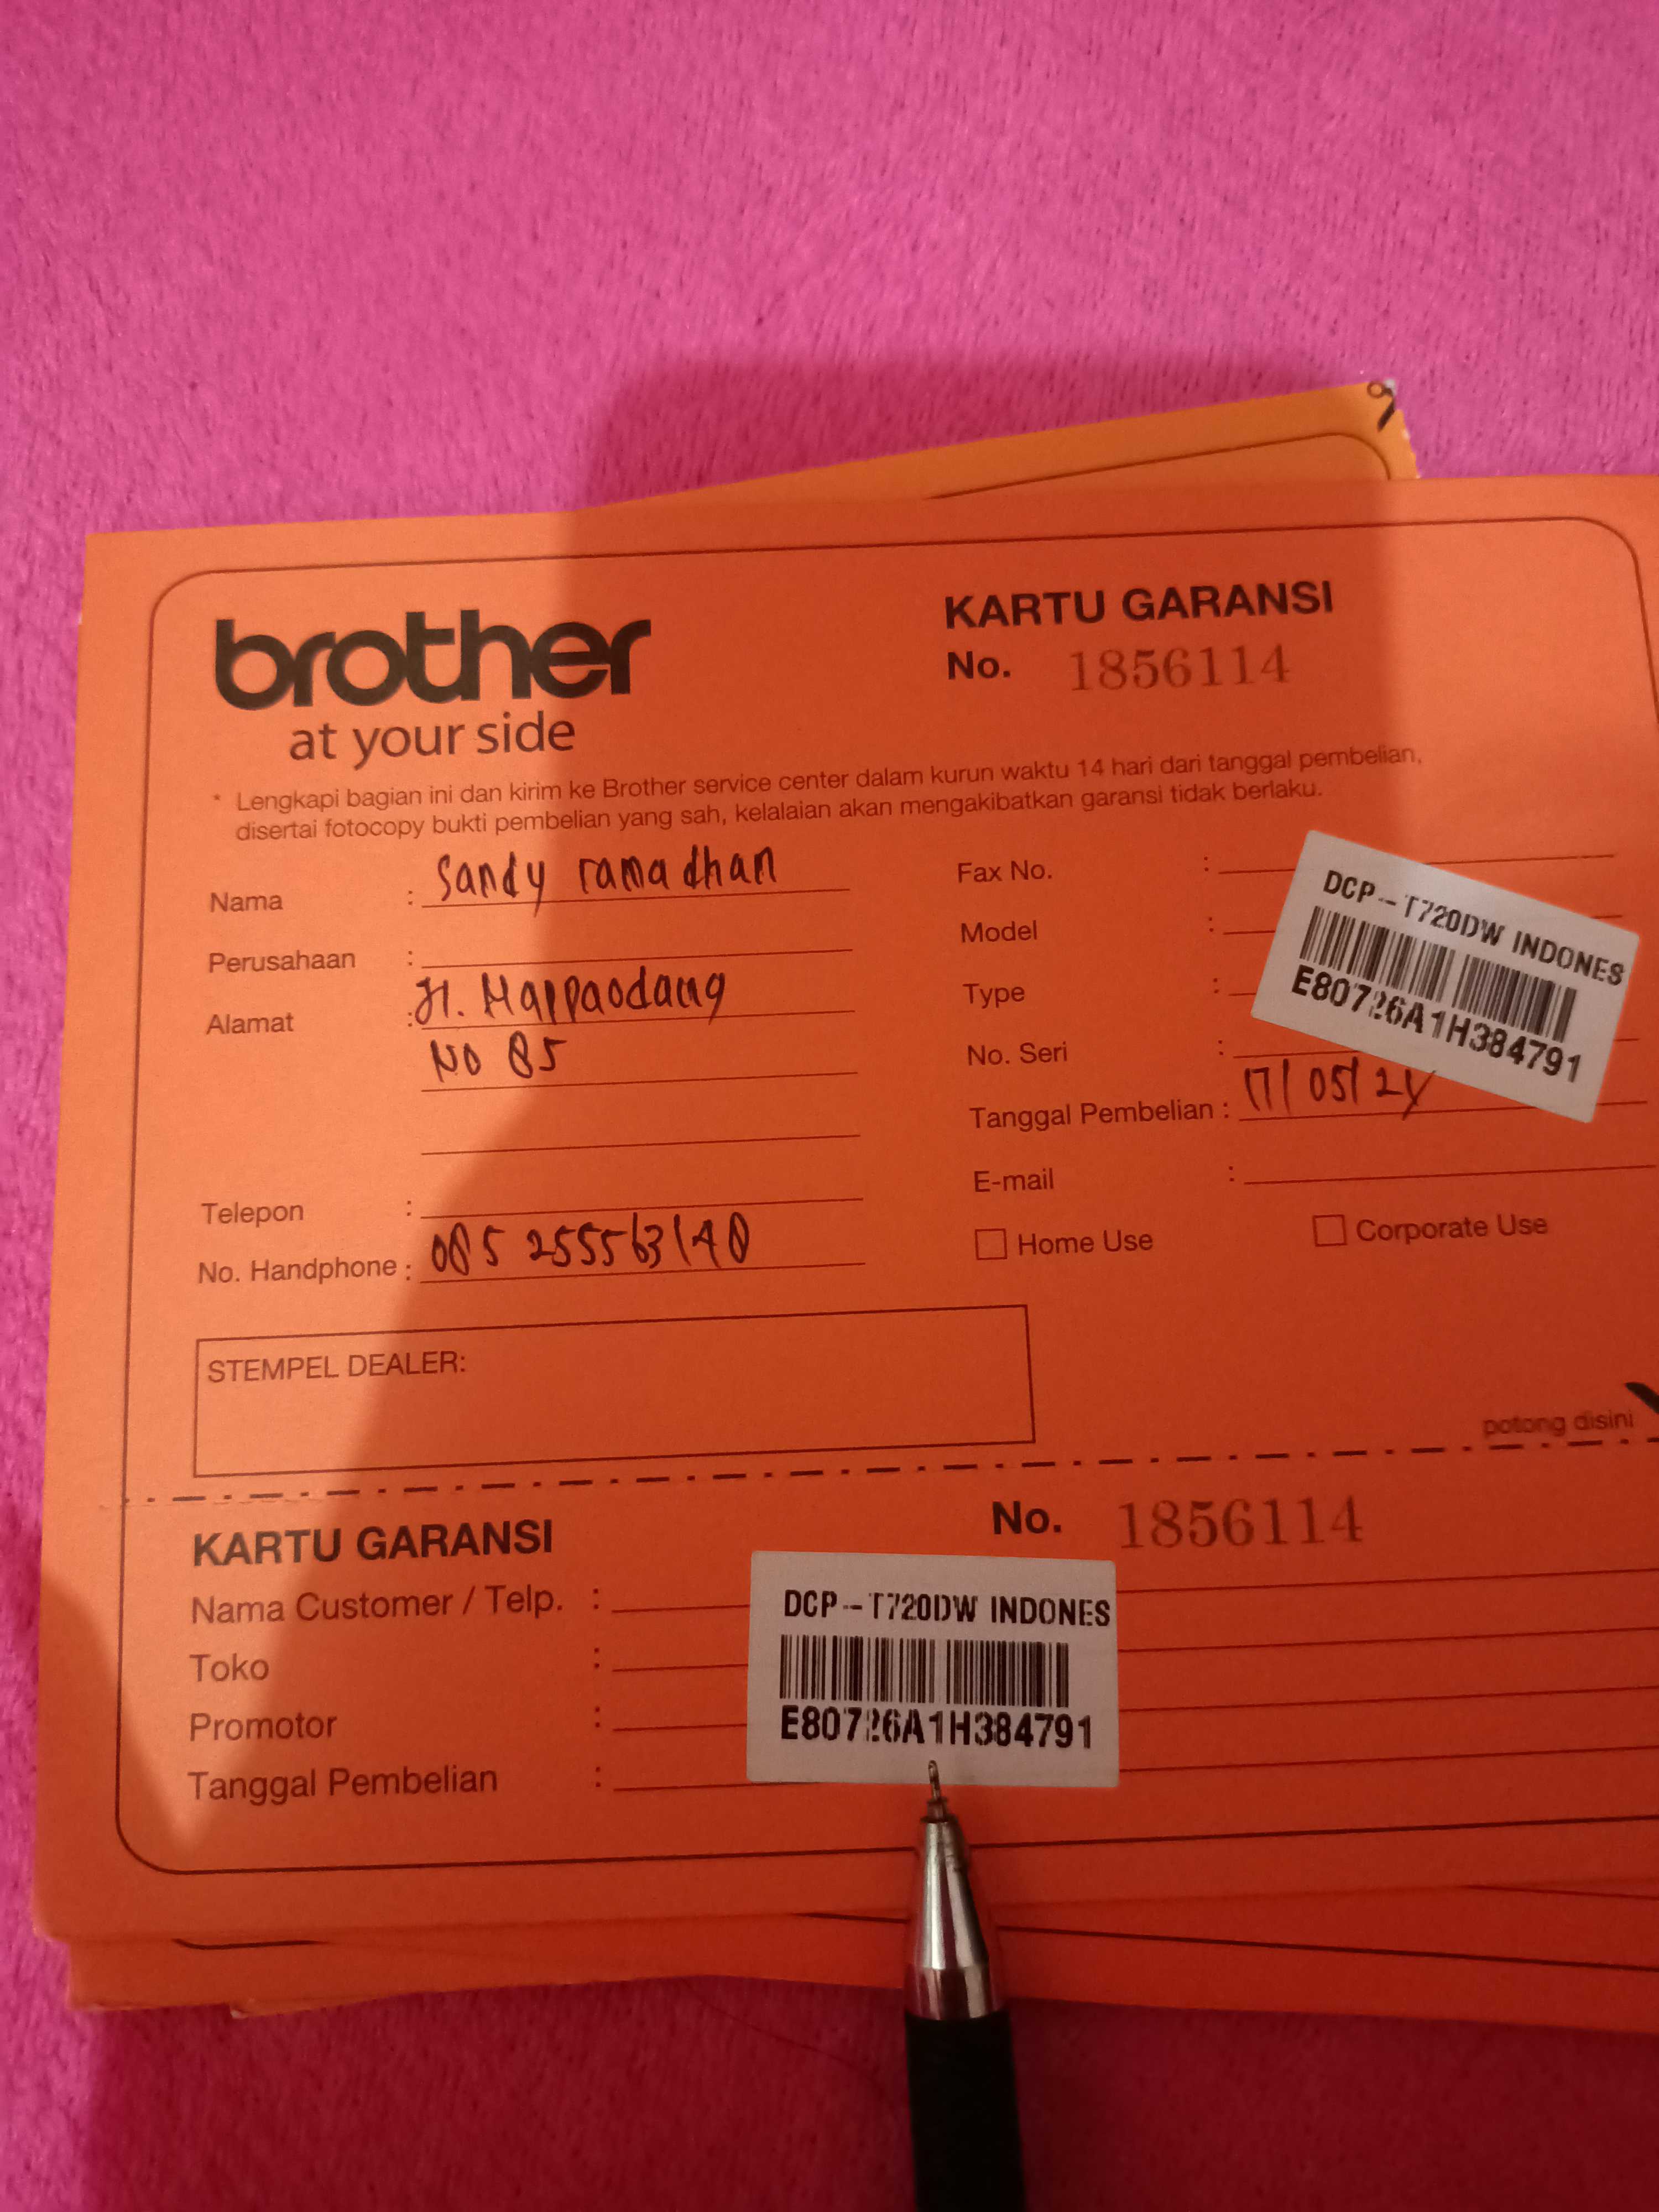 brother
at your side
KARTU GARANSI
No. 1856114
* Lengkapi bagian ini dan kirim ke Brother service center dalam kurun waktu 14 hari dari tanggal pembelian,
disertai fotocopy bukti pembelian yang sah, kelalaian akan mengakibatkan garansi tidak berlaku.
Nama : Sandy ramadhan
Perusahaan :
Alamat : Jl. Mappaodang
No 85
Telepon :
No. Handphone : 085 255563140
Fax No. :
Model :
Type :
No. Seri :
DCP-T720DW INDONES
E80726A1H384791
Tanggal Pembelian : 17/05/24
E-mail :
Home Use Corporate Use
STEMPEL DEALER:
potong disini
KARTU GARANSI No. 1856114
Nama Customer / Telp. :
Toko :
Promotor :
Tanggal Pembelian :
DCP-T720DW INDONES
E80726A1H384791